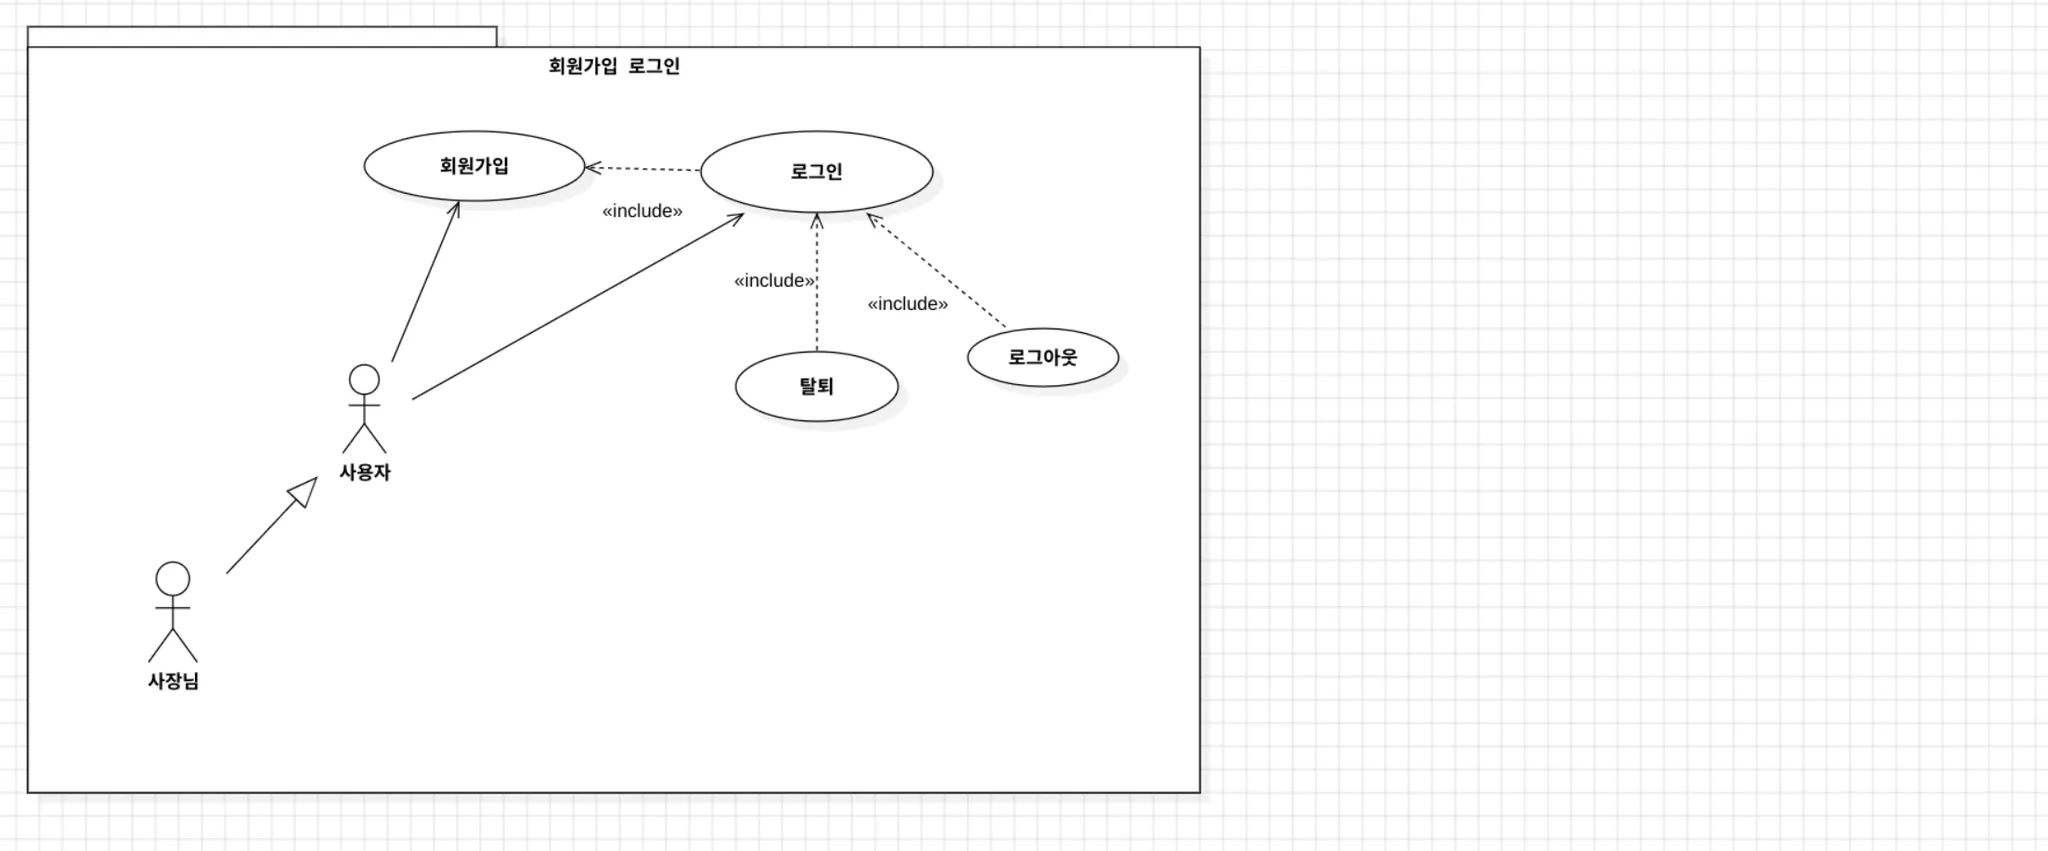 회원가입 로그인
회원가입
로그인
«include»
«include»
«include»
로그아웃
탈퇴
사용자
사장님